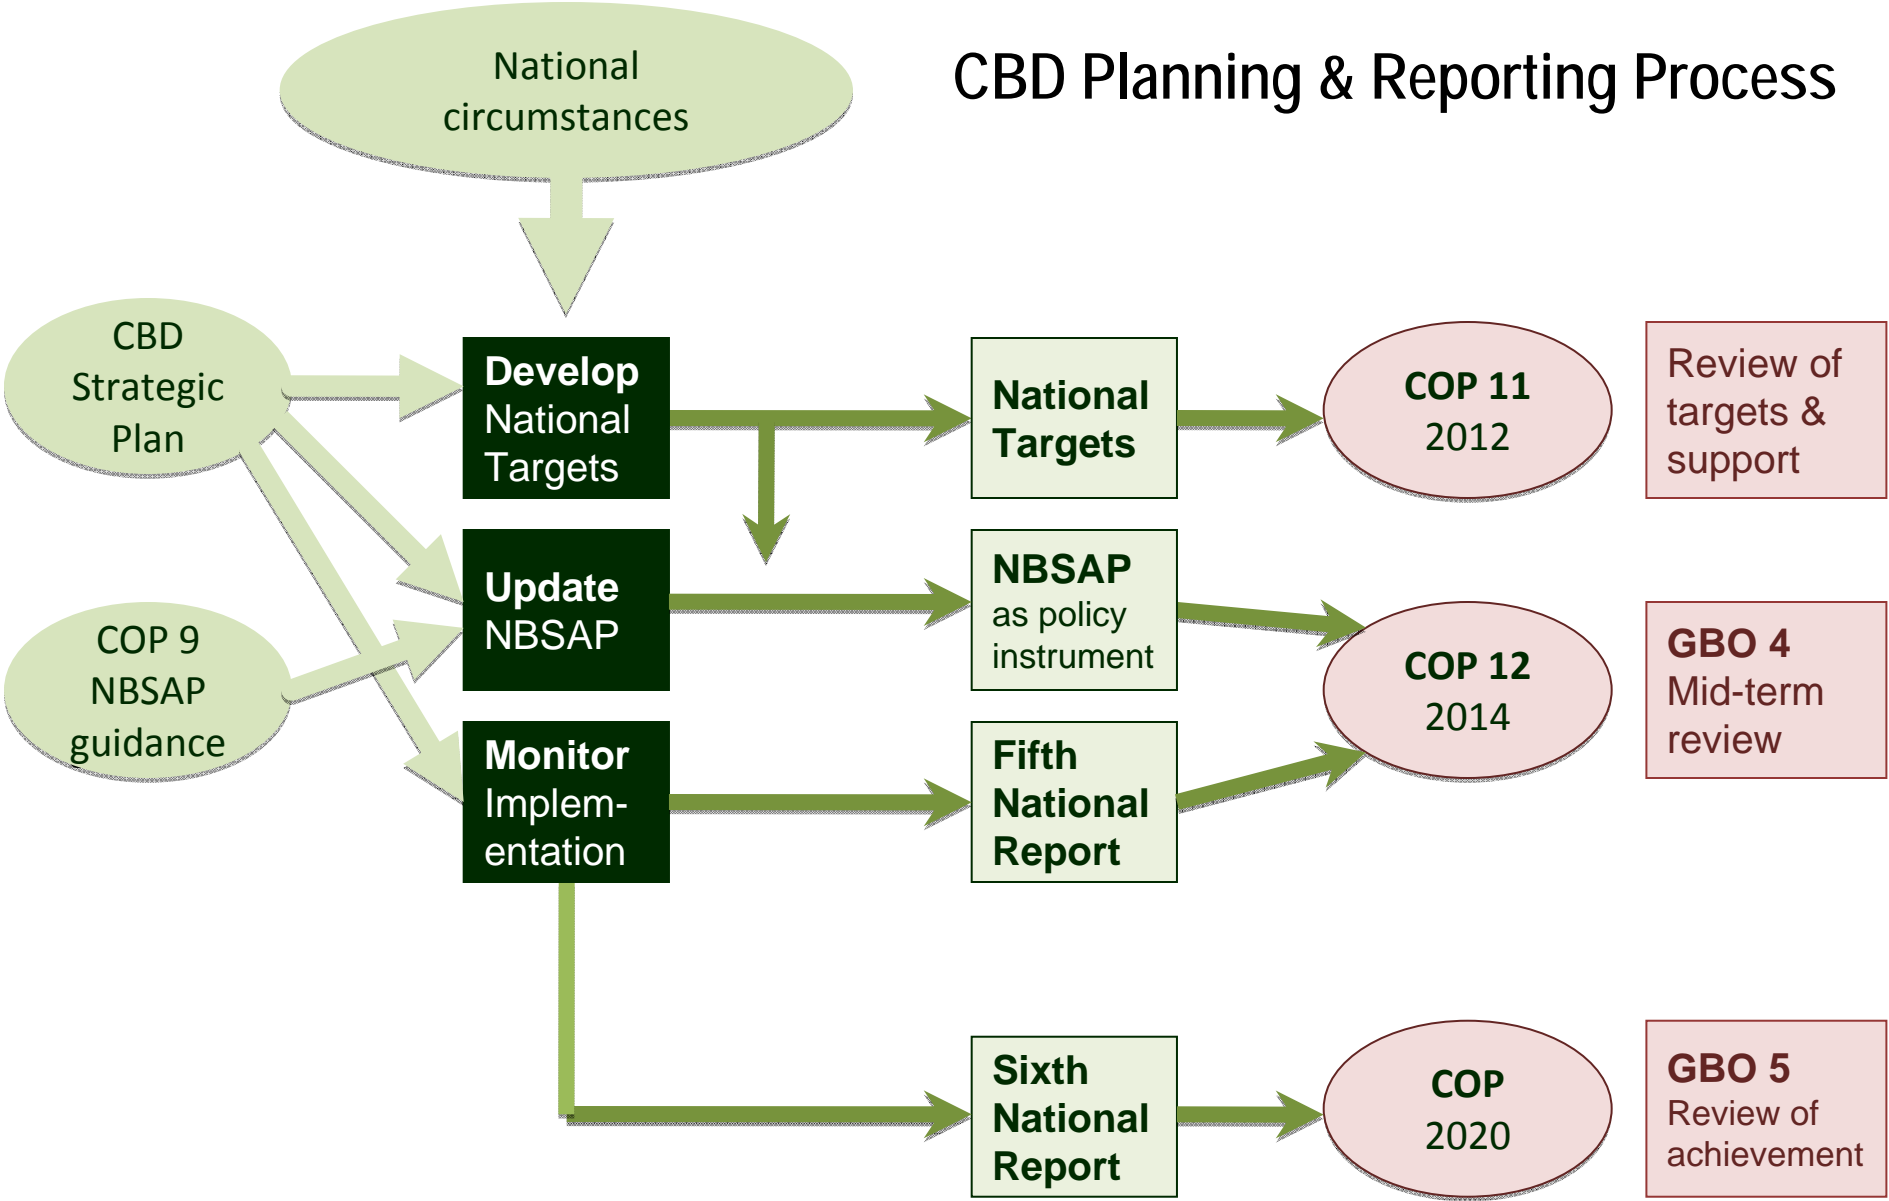 National
circumstances
CBD Planning & Reporting Process
CBD
Strategic
Plan
COP 9
NBSAP
guidance
Develop
National
Targets
Update
NBSAP
Monitor
Implem-
entation
National
Targets
NBSAP
as policy
instrument
Fifth
National
Report
Sixth
National
Report
COP 11
2012
COP 12
2014
COP
2020
Review of
targets &
support
GBO 4
Mid-term
review
GBO 5
Review of
achievement